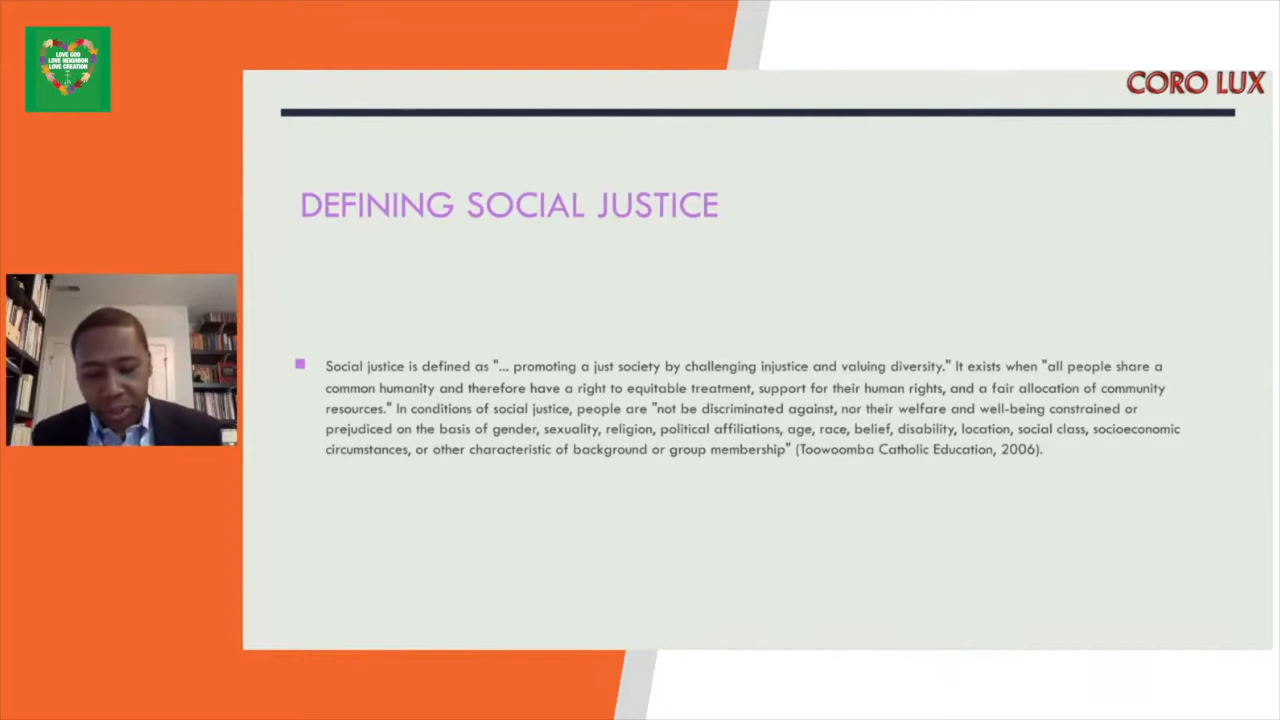 LOVE GOD
LOVE NEIGHBOR
LOVE CREATION
CORO LUX
DEFINING SOCIAL JUSTICE
Social justice is defined as "... promoting a just society by challenging injustice and valuing diversity." It exists when "all people share a
common humanity and therefore have a right to equitable treatment, support for their human rights, and a fair allocation of community
resources." In conditions of social justice, people are "not be discriminated against, nor their welfare and well-being constrained or
prejudiced on the basis of gender, sexuality, religion, political affiliations, age, race, belief, disability, location, social class, socioeconomic
circumstances, or other characteristic of background or group membership" (Toowoomba Catholic Education, 2006).